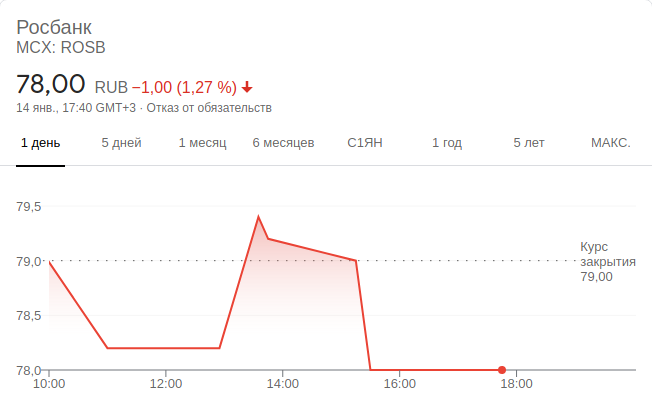 Росбанк
MCX: ROSB
78,00 RUB −1,00 (1,27 %)
14 янв., 17:40 GMT+3 · Отказ от обязательств
1 день 5 дней 1 месяц 6 месяцев С1ЯН 1 год 5 лет МАКС.
79,5
79,0
78,5
78,0
Курс
закрытия
79,00
10:00 12:00 14:00 16:00 18:00